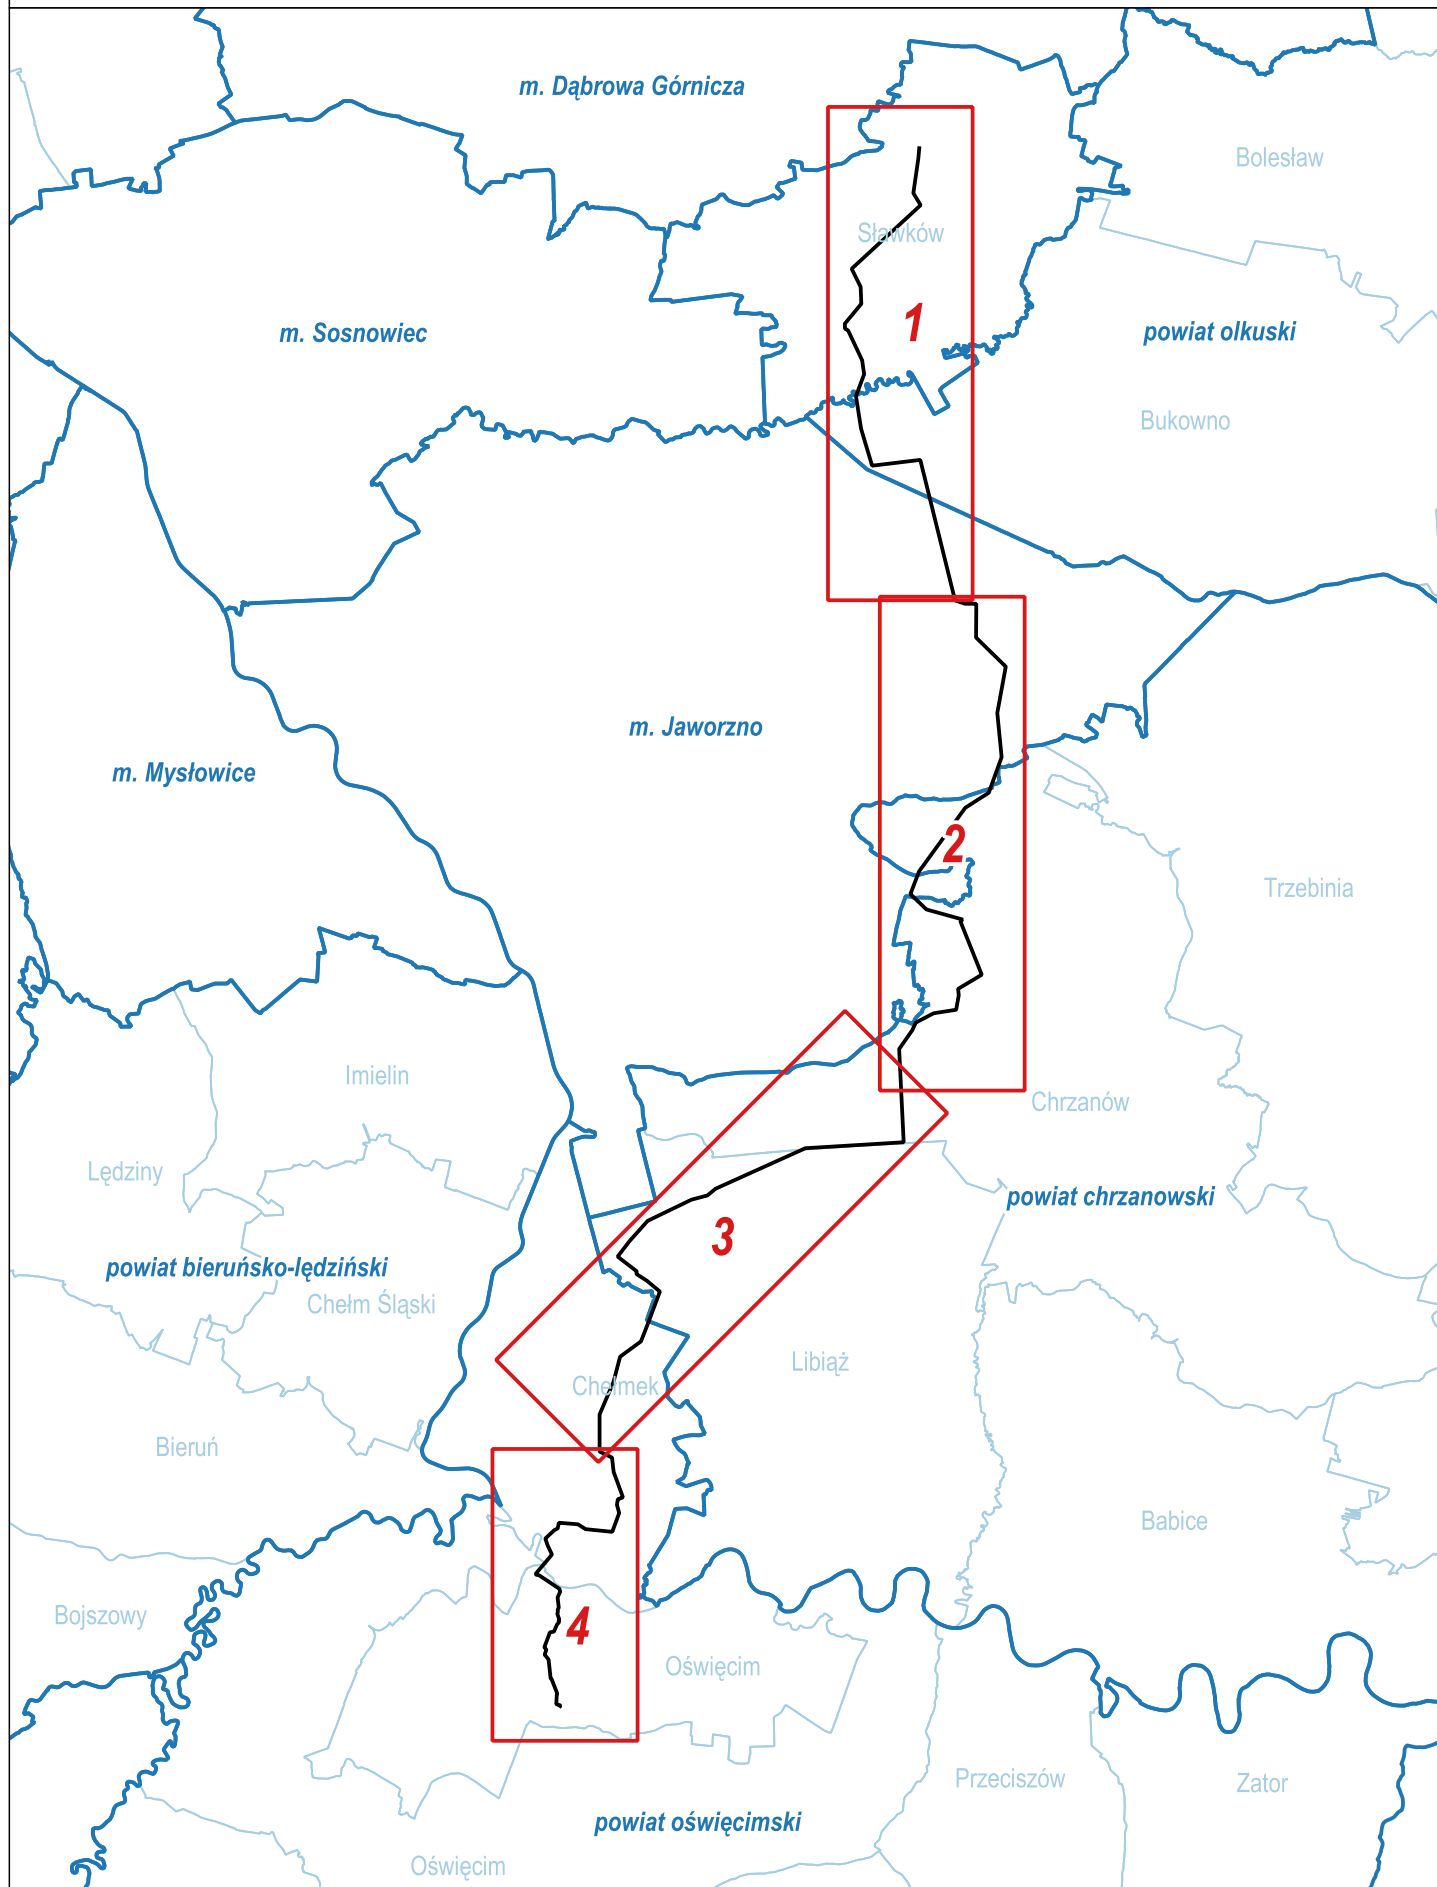 m. Dąbrowa Górnicza
Bolesław
Sławków
1
m. Sosnowiec
powiat olkuski
Bukowno
m. Jaworzno
m. Mysłowice
2
Trzebinia
Imielin
Chrzanów
Lędziny
powiat chrzanowski
3
powiat bieruńsko-lędziński
Chełm Śląski
Libiąż
Chełmek
Bieruń
Babice
Bojszowy
4
Oświęcim
Przeciszów
Zator
powiat oświęcimski
Oświęcim